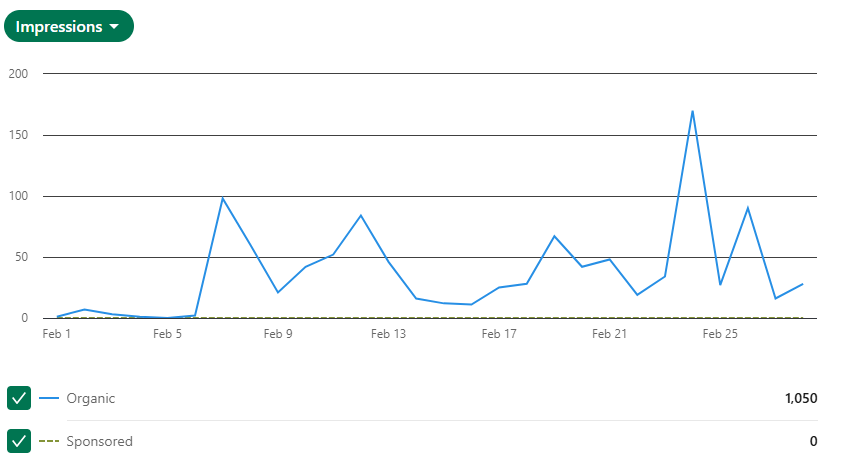 Impressions
200
150
100
50
0
Feb 1 Feb 5 Feb 9 Feb 13 Feb 17 Feb 21 Feb 25
Organic 1,050
Sponsored 0